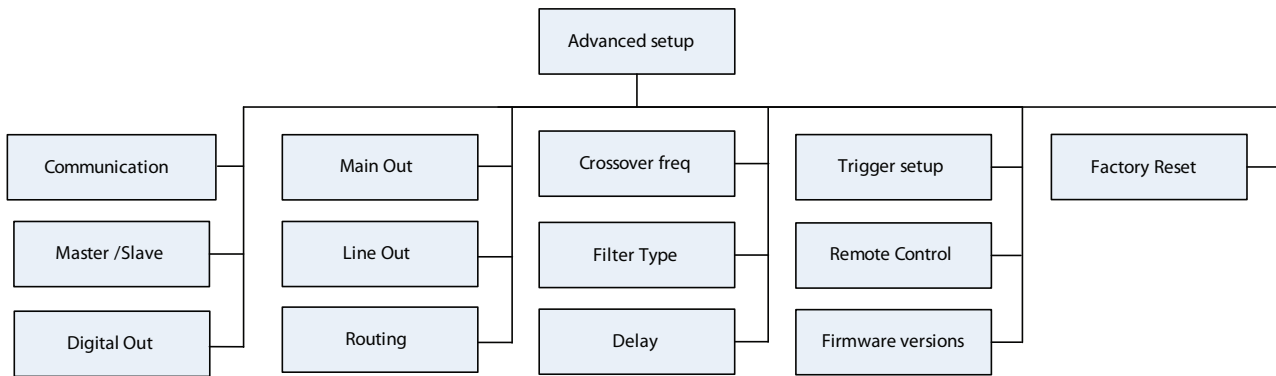 Advanced setup
Communication
Main Out
Crossover freq
Trigger setup
Factory Reset
Master /Slave
Line Out
Filter Type
Remote Control
Digital Out
Routing
Delay
Firmware versions